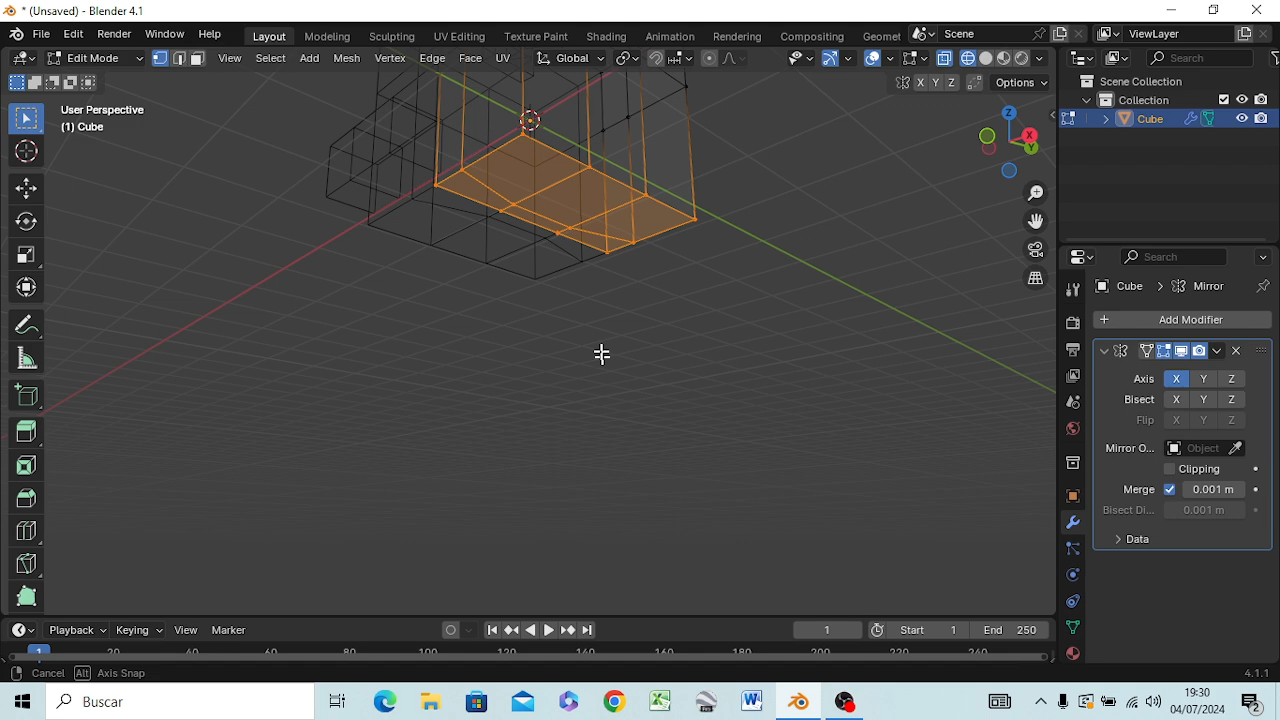 * (Unsaved) - Blender 4.1
File Edit Render Window Help Layout Modeling Sculpting UV Editing Texture Paint Shading Animation Rendering Compositing Geomet Scene ViewLayer
Edit Mode View Select Add Mesh Vertex Edge Face UV Global Search
X Y Z Options
User Perspective
(1) Cube
Z
X
Y
Scene Collection
Collection
Cube
Search
Cube Mirror
Add Modifier
Axis X Y Z
Bisect X Y Z
Flip X Y Z
Mirror O... Object
Clipping
Merge 0.001 m
Bisect Di... 0.001 m
Data
Playback Keying View Marker 1 Start 1 End 250
1 20 40 60 80 100 120 140 160 180 200 220 240
Cancel Alt Axis Snap 4.1.1
Buscar
19:30
04/07/2024
2